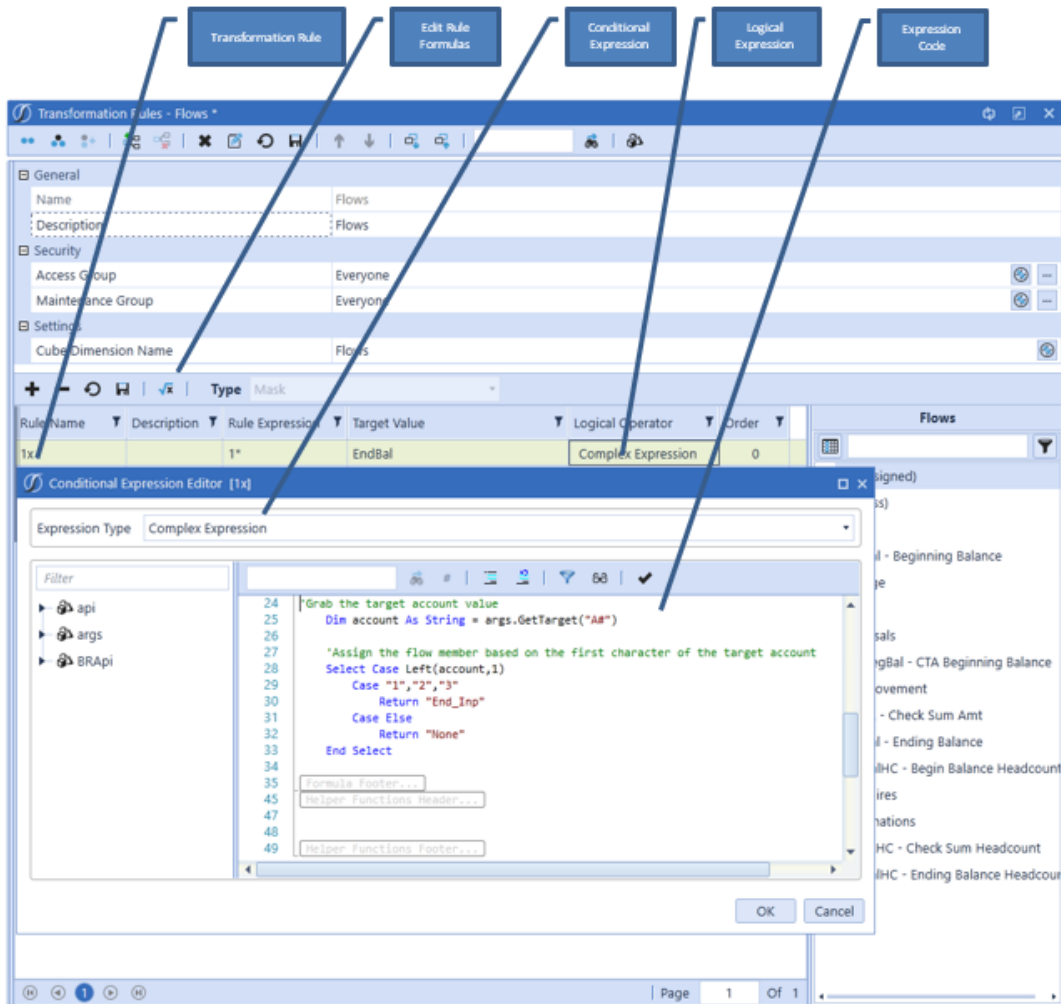 Transformation Rule
Edit Rule
Formulas
Conditional
Expression
Logical
Expression
Expression
Code
Transformation Rules - Flows *
General
Name Flows
Description Flows
Security
Access Group Everyone
Maintenance Group Everyone
Settings
Cube Dimension Name Flows
Type Mask
Rule Name Description Rule Expression Target Value Logical Operator Order Flows
1x 1* EndBal Complex Expression 0
signed)
Conditional Expression Editor [1x]
ss)
Expression Type Complex Expression
l - Beginning Balance
Filter
24 'Grab the target account value
api
25 Dim account As String = args.GetTarget("A#")
args
26
BRApi
27 'Assign the flow member based on the first character of the target account
sals
28 Select Case Left(account,1)
egBal - CTA Beginning Balance
29 Case "1","2","3"
ovement
30 Return "End_Inp"
- Check Sum Amt
31 Case Else
32 Return "None"
l - Ending Balance
33 End Select
34
lHC - Begin Balance Headcount
35 Formula Footer...
45 Helper Functions Header...
ires
47
nations
48
49 Helper Functions Footer...
HC - Check Sum Headcount
lHC - Ending Balance Headcour
OK Cancel
1 Page 1 Of 1